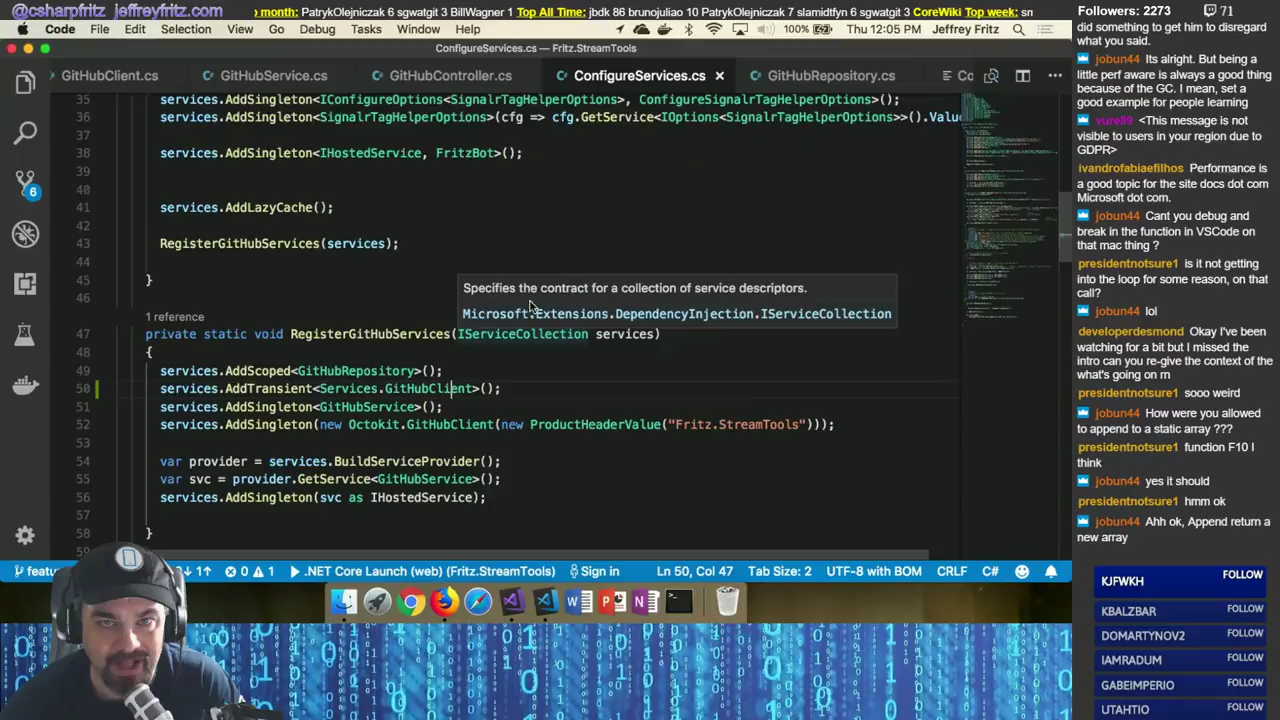 @csharpfritz jeffreyfritz.com
month: PatrykOlejniczak 6 sgwatgit 3 BillWagner 1 Top All Time: jbdk 86 brunojuliao 10 PatrykOlejniczak 7 slamdtfyn 6 sgwatgit 3 CoreWiki Top week: sn
Followers: 2273
71
Code File Edit Selection View Go Debug Tasks Window Help
100% Thu 12:05 PM Jeffrey Fritz
ConfigureServices.cs — Fritz.StreamTools
GitHubClient.cs GitHubService.cs GitHubController.cs ConfigureServices.cs × GitHubRepository.cs Co
35 services.AddSingleton<IConfigureOptions<SignalrTagHelperOptions>, ConfigureSignalrTagHelperOptions>();
36 services.AddSingleton<SignalrTagHelperOptions>(cfg => cfg.GetService<IOptions<SignalrTagHelperOptions>>().Value
37
38 services.AddSingleton<IHostedService, FritzBot>();
39
40
41 services.AddLazyCache();
42
43 RegisterGitHubServices(services);
44
45 }
46
Specifies the contract for a collection of service descriptors.
Microsoft.Extensions.DependencyInjection.IServiceCollection
1 reference
47 private static void RegisterGitHubServices(IServiceCollection services)
48 {
49 services.AddScoped<GitHubRepository>();
50 services.AddTransient<Services.GitHubClient>();
51 services.AddSingleton<GitHubService>();
52 services.AddSingleton(new Octokit.GitHubClient(new ProductHeaderValue("Fritz.StreamTools")));
53
54 var provider = services.BuildServiceProvider();
55 var svc = provider.GetService<GitHubService>();
56 services.AddSingleton(svc as IHostedService);
57
58 }
59
6
featu 1↑ 0 1 .NET Core Launch (web) (Fritz.StreamTools) Sign in Ln 50, Col 47 Tab Size: 2 UTF-8 with BOM CRLF C#
did something to get him to disregard
what you said.
jobun44 Its alright. But being a
little perf aware is always a good thing
because of the GC. I mean, set a
good example for people learning
vure89 <This message is not
visible to users in your region due to
GDPR>
ivandrofabiaefilhos Performance is
a good topic for the site docs dot com
Microsoft dot com
jobun44 Can you debug and
break in the function in VSCode on
that mac thing ?
presidentnotsure1 Is it not getting
into the loop for some reason? Async
call?
jobun44 lol
developerdesmond Okay I've been
watching for a bit but I missed the
intro can you re-give the context of
what's going on rn
presidentnotsure1 sooo weird
jobun44 How were you allowed
to append to a static array ???
presidentnotsure1 function F10 I
think
jobun44 yes it should
presidentnotsure1 hmm ok
jobun44 Ahh ok, Append return a
new array
KJFWKH FOLLOW
KBALZBAR FOLLOW
DOMARTYNOV2 FOLLOW
IAMRADUM FOLLOW
GABEIMPERIO FOLLOW
UTAHTIO FOLLOW